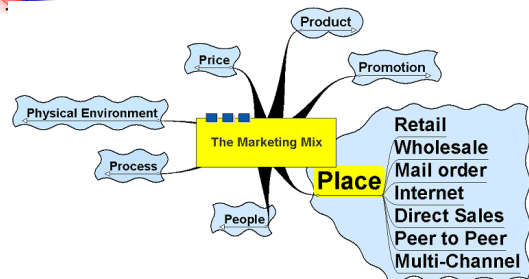 Product
Price
Promotion
Physical Environment
The Marketing Mix
Process
Place
People
Retail
Wholesale
Mail order
Internet
Direct Sales
Peer to Peer
Multi-Channel